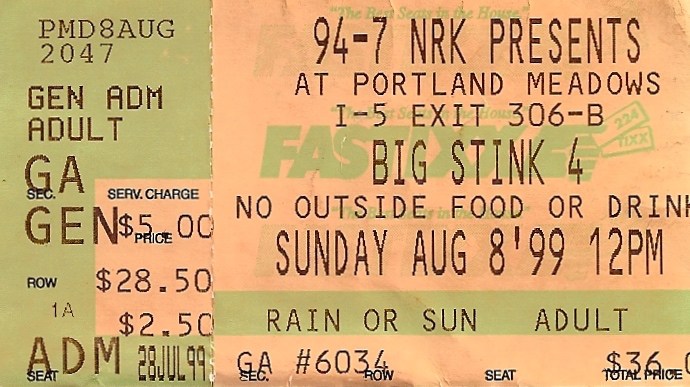 PMD8AUG
2047
GEN ADM
ADULT
GA
SEC.
SERV. CHARGE
GEN
$5.00
PRICE
ROW
$28.50
1A
$2.50
ADM
28JUL99
SEAT
"The Best Seats in the House"
94-7 NRK PRESENTS
AT PORTLAND MEADOWS
I-5 EXIT 306-B
FASTIXX
224
TIXX
BIG STINK 4
NO OUTSIDE FOOD OR DRINK
SUNDAY AUG 8'99 12PM
RAIN OR SUN ADULT
GA #6034 $36.0
SEC. ROW SEAT TOTAL PRICE